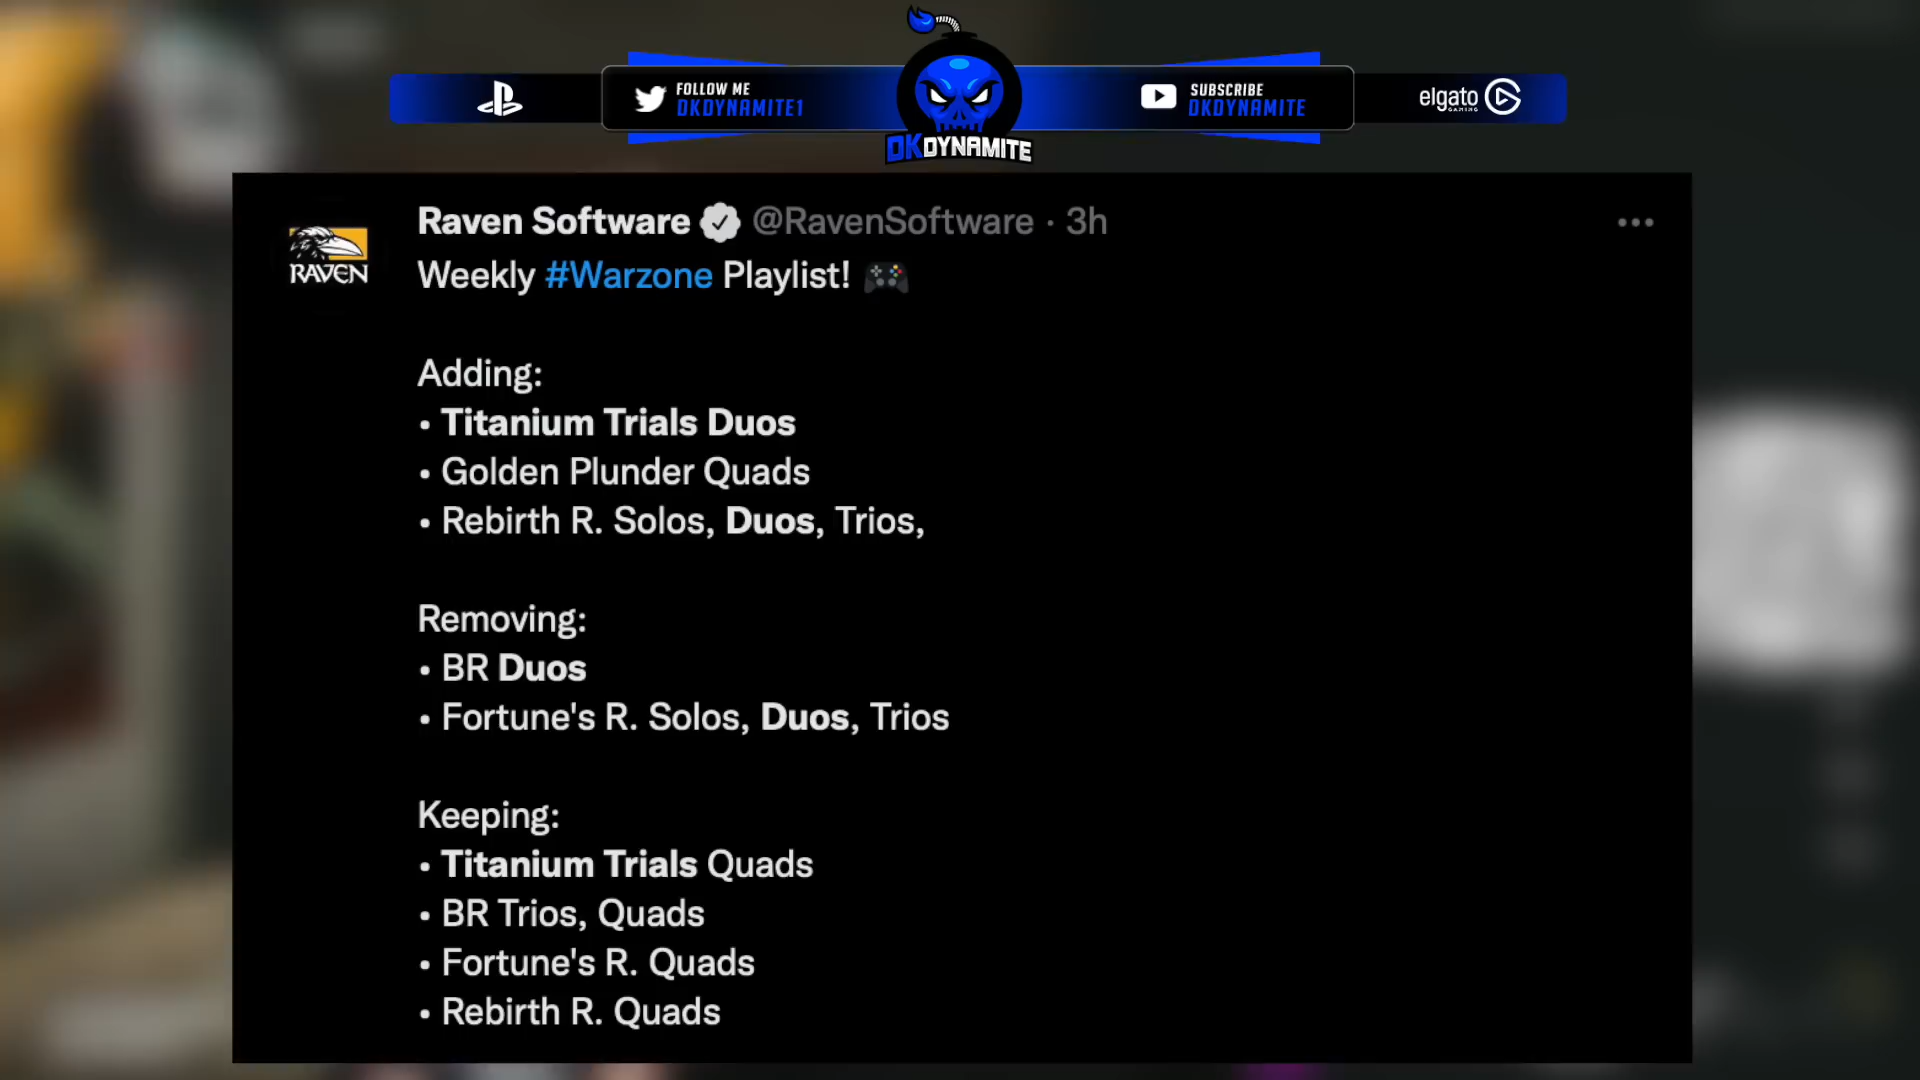 FOLLOW ME
DKDYNAMITE1
SUBSCRIBE
DKDYNAMITE
elgato
GAMING
DKDYNAMITE
RAVEN
Raven Software @RavenSoftware · 3h
Weekly #Warzone Playlist! 🎮
Adding:
• Titanium Trials Duos
• Golden Plunder Quads
• Rebirth R. Solos, Duos, Trios,
Removing:
• BR Duos
• Fortune's R. Solos, Duos, Trios
Keeping:
• Titanium Trials Quads
• BR Trios, Quads
• Fortune's R. Quads
• Rebirth R. Quads